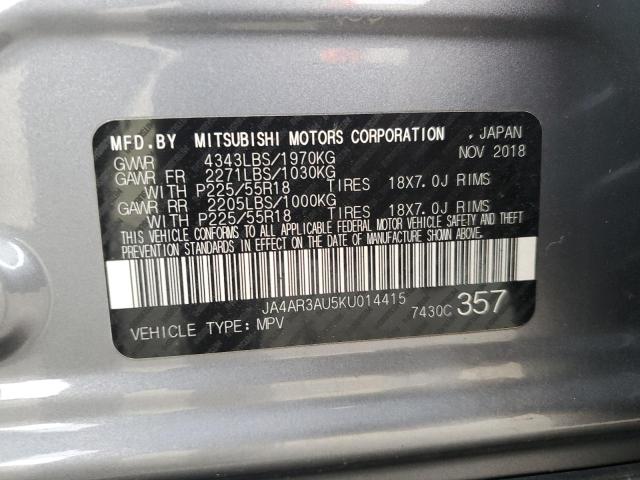 MFD.BY MITSUBISHI MOTORS CORPORATION , JAPAN
GVWR 4343LBS/1970KG NOV 2018
GAWR FR 2271LBS/1030KG
WITH P225/55R18 TIRES 18X7.0J RIMS
GAWR RR 2205LBS/1000KG
WITH P225/55R18 TIRES 18X7.0J RIMS
THIS VEHICLE CONFORMS TO ALL APPLICABLE FEDERAL MOTOR VEHICLE SAFETY AND THEFT
PREVENTION STANDARDS IN EFFECT ON THE DATE OF MANUFACTURE SHOWN ABOVE.
JA4AR3AU5KU014415
7430C 357
VEHICLE TYPE: MPV